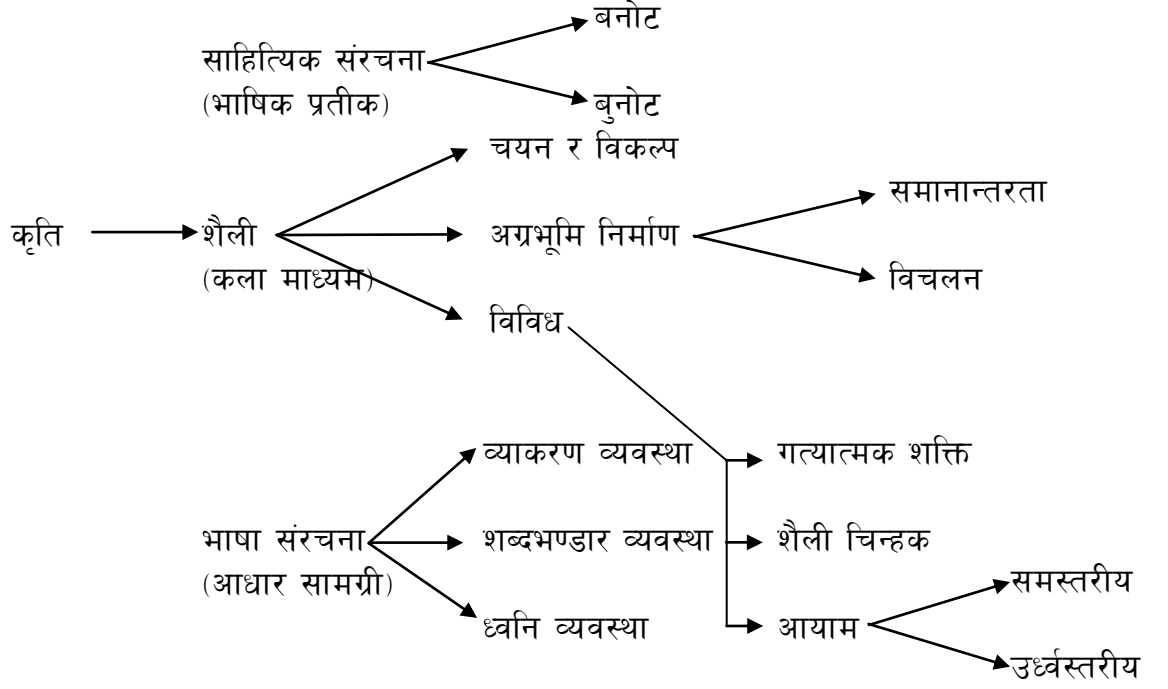 बनोट
साहित्यिक संरचना
(भाषिक प्रतीक)
बुनोट
चयन र विकल्प
समानान्तरता
कृति
शैली
अग्रभूमि निर्माण
(कला माध्यम)
विचलन
विविध
व्याकरण व्यवस्था
गत्यात्मक शक्ति
भाषा संरचना
शब्दभण्डार व्यवस्था
शैली चिन्हक
(आधार सामग्री)
समस्तरीय
ध्वनि व्यवस्था
आयाम
उर्ध्वस्तरीय